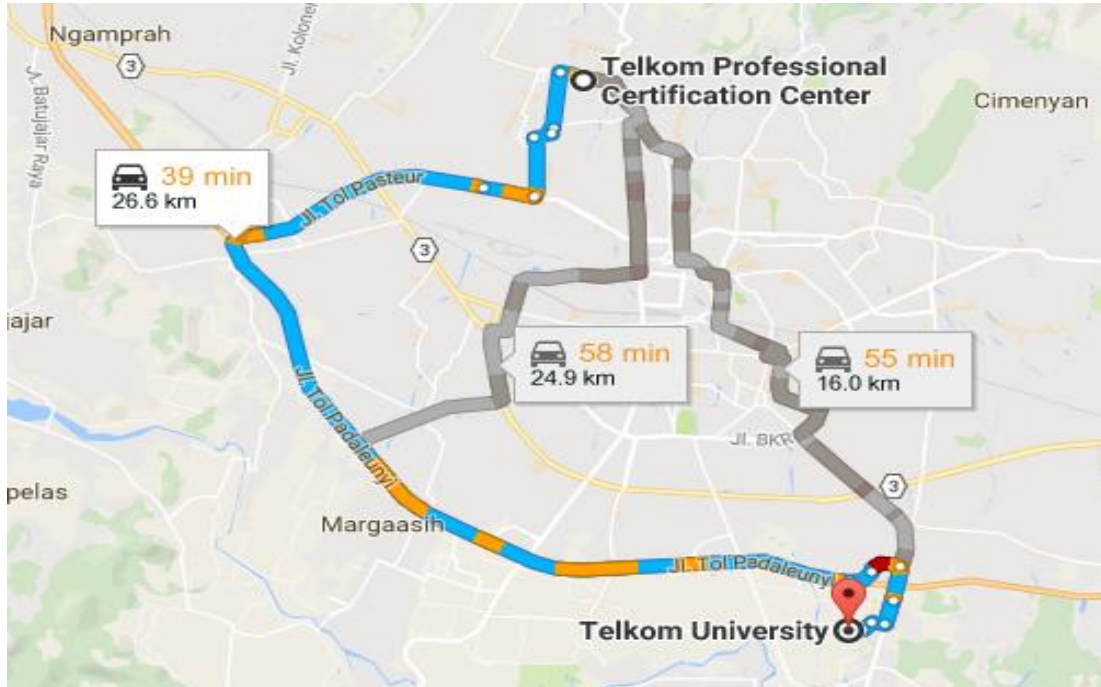 Ngamprah
3
Jl. Kolonel
Telkom Professional
Certification Center
Cimenyan
Jl. Batujajar Raya
39 min
26.6 km
Jl. Tol Pasteur
3
jajar
58 min
24.9 km
55 min
16.0 km
Jl. Tol Padaleunyi
Jl. BKR
3
pelas
Margaasih
Jl. Tol Padaleunyi
Telkom University